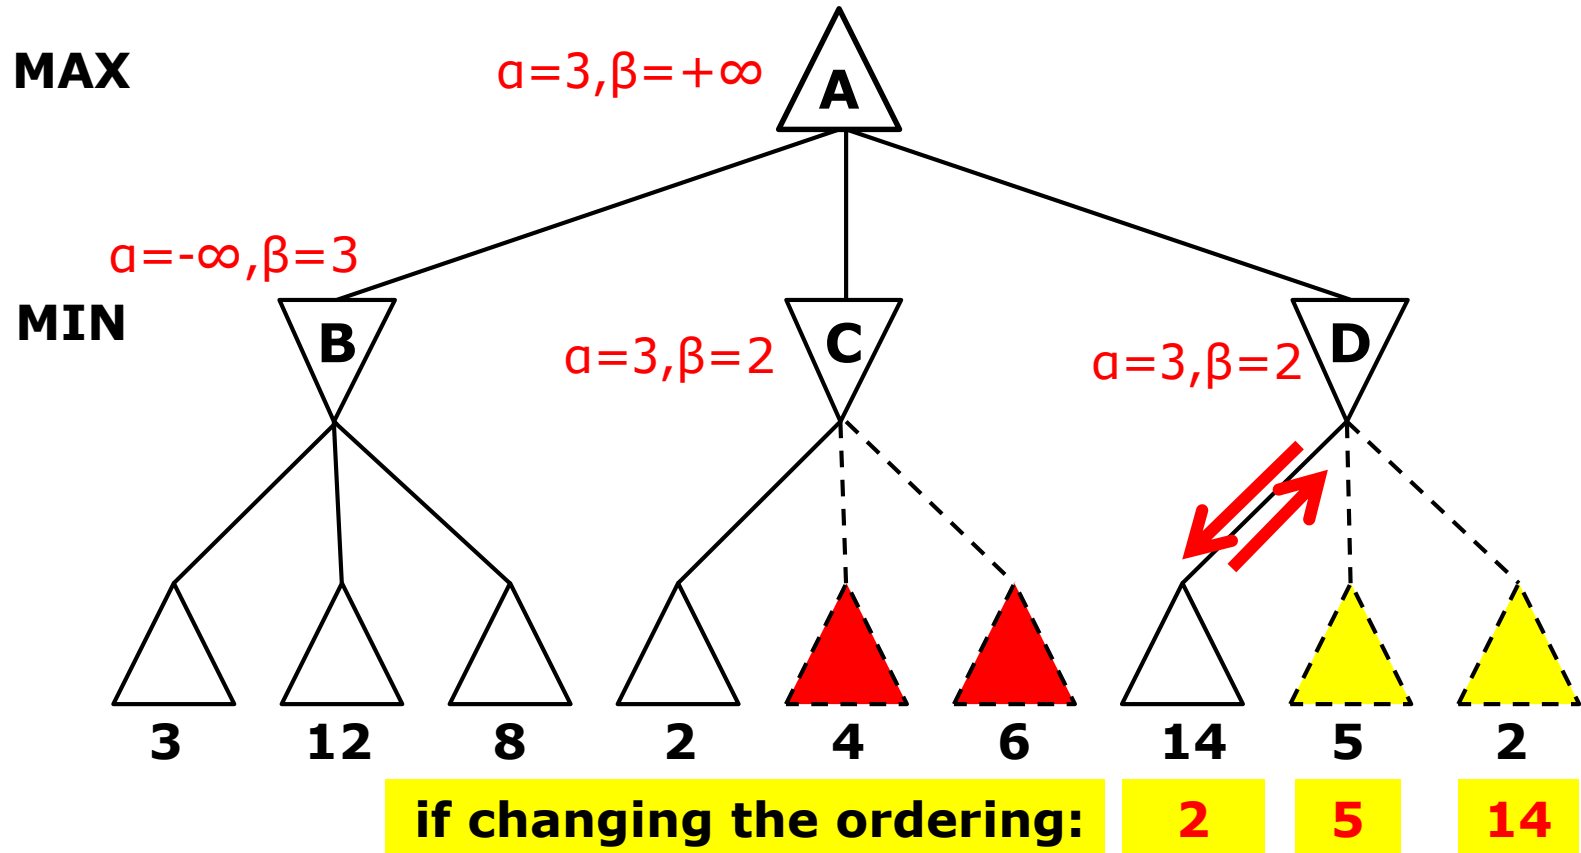 MAX
ɑ=3,β=+∞
A
ɑ=-∞,β=3
MIN
B
ɑ=3,β=2
C
ɑ=3,β=2
D
3 12 8 2 4 6 14 5 2
if changing the ordering: 2 5 14